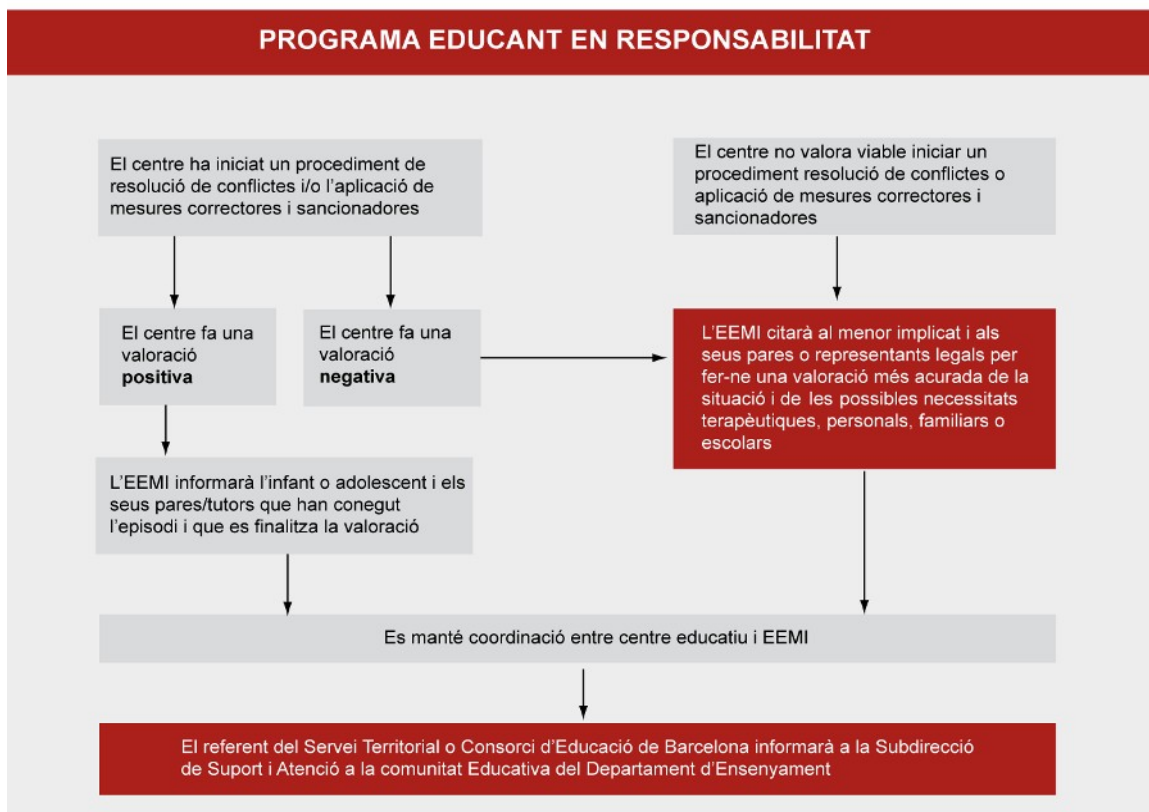 PROGRAMA EDUCANT EN RESPONSABILITAT
El centre ha iniciat un procediment de
resolució de conflictes i/o l'aplicació de
mesures correctores i sancionadores
El centre no valora viable iniciar un
procediment resolució de conflictes o
aplicació de mesures correctores i
sancionadores
El centre fa una
valoració
positiva
El centre fa una
valoració
negativa
L'EEMI citarà al menor implicat i als
seus pares o representants legals per
fer-ne una valoració més acurada de la
situació i de les possibles necessitats
terapèutiques, personals, familiars o
escolars
L'EEMI informarà l'infant o adolescent i els
seus pares/tutors que han conegut
l'episodi i que es finalitza la valoració
Es manté coordinació entre centre educatiu i EEMI
El referent del Servei Territorial o Consorci d'Educació de Barcelona informarà a la Subdirecció
de Suport i Atenció a la comunitat Educativa del Departament d'Ensenyament